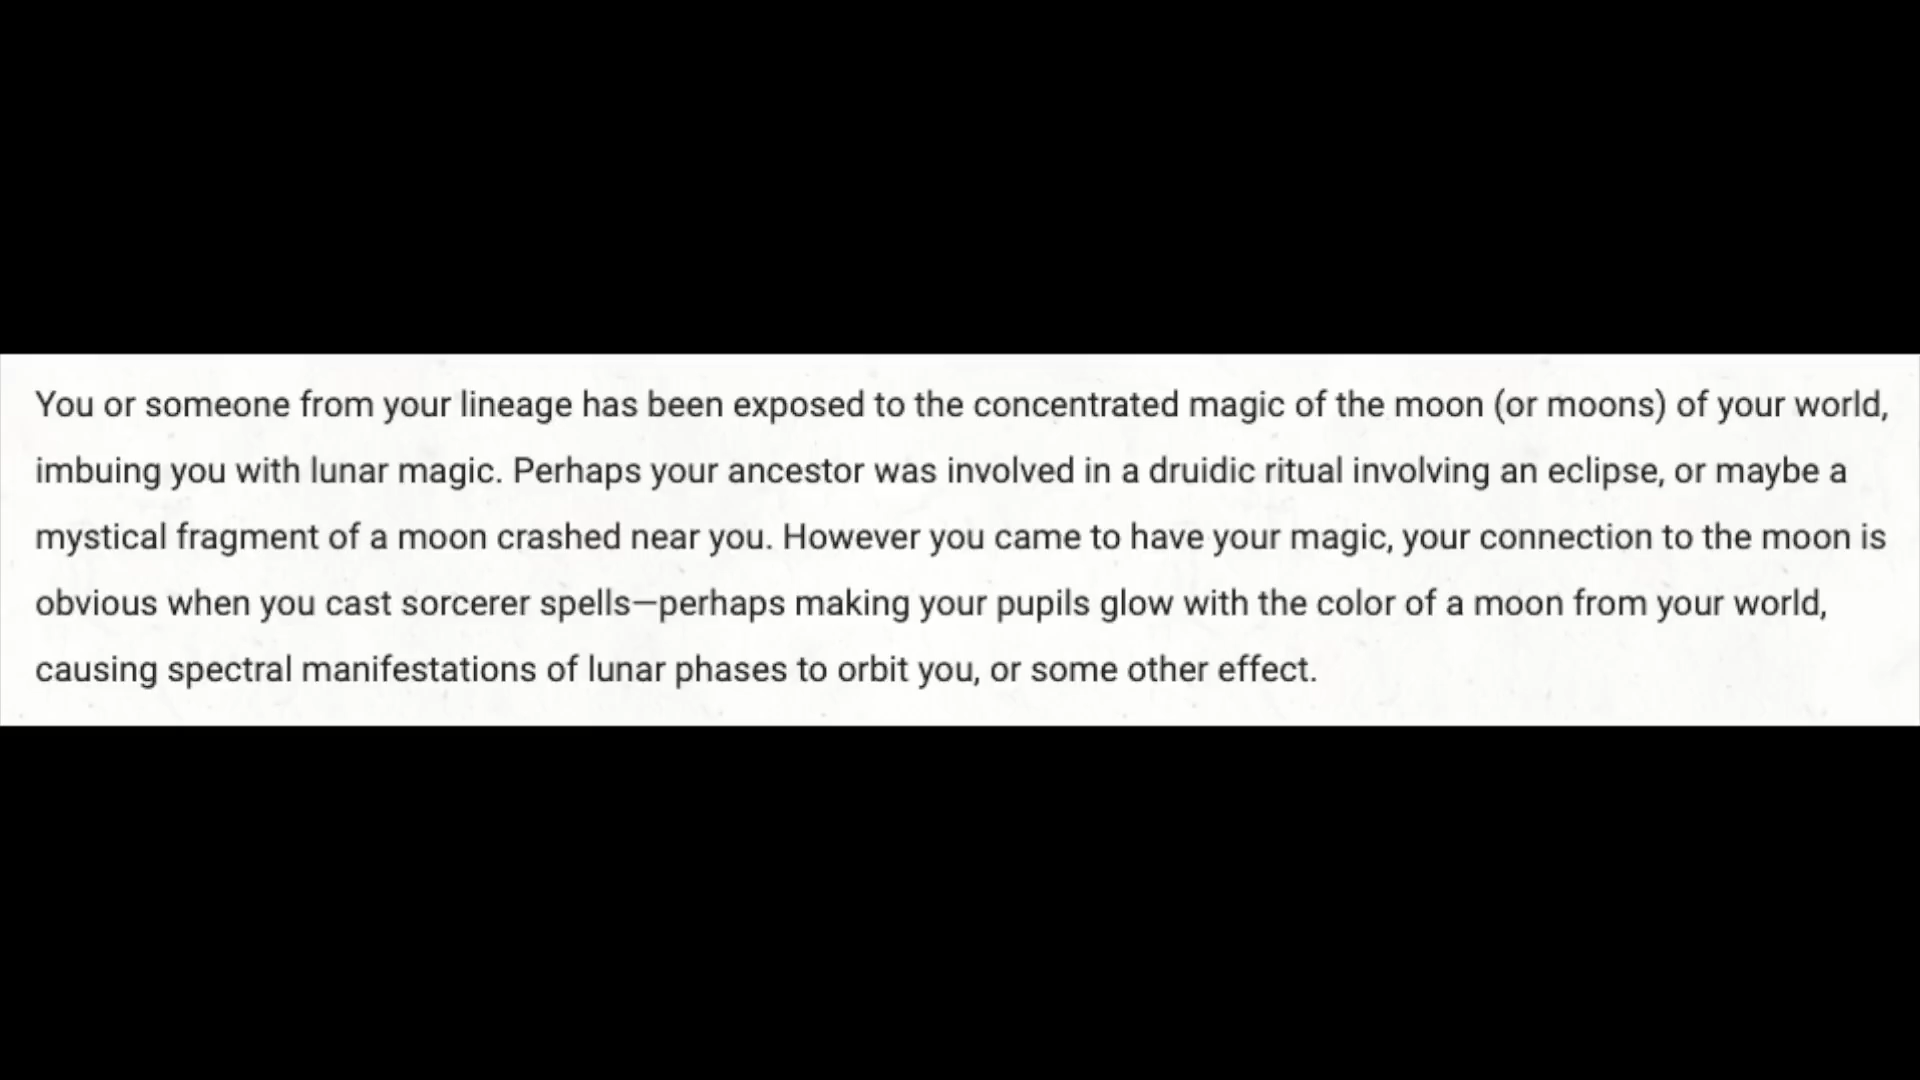 You or someone from your lineage has been exposed to the concentrated magic of the moon (or moons) of your world,
imbuing you with lunar magic. Perhaps your ancestor was involved in a druidic ritual involving an eclipse, or maybe a
mystical fragment of a moon crashed near you. However you came to have your magic, your connection to the moon is
obvious when you cast sorcerer spells—perhaps making your pupils glow with the color of a moon from your world,
causing spectral manifestations of lunar phases to orbit you, or some other effect.